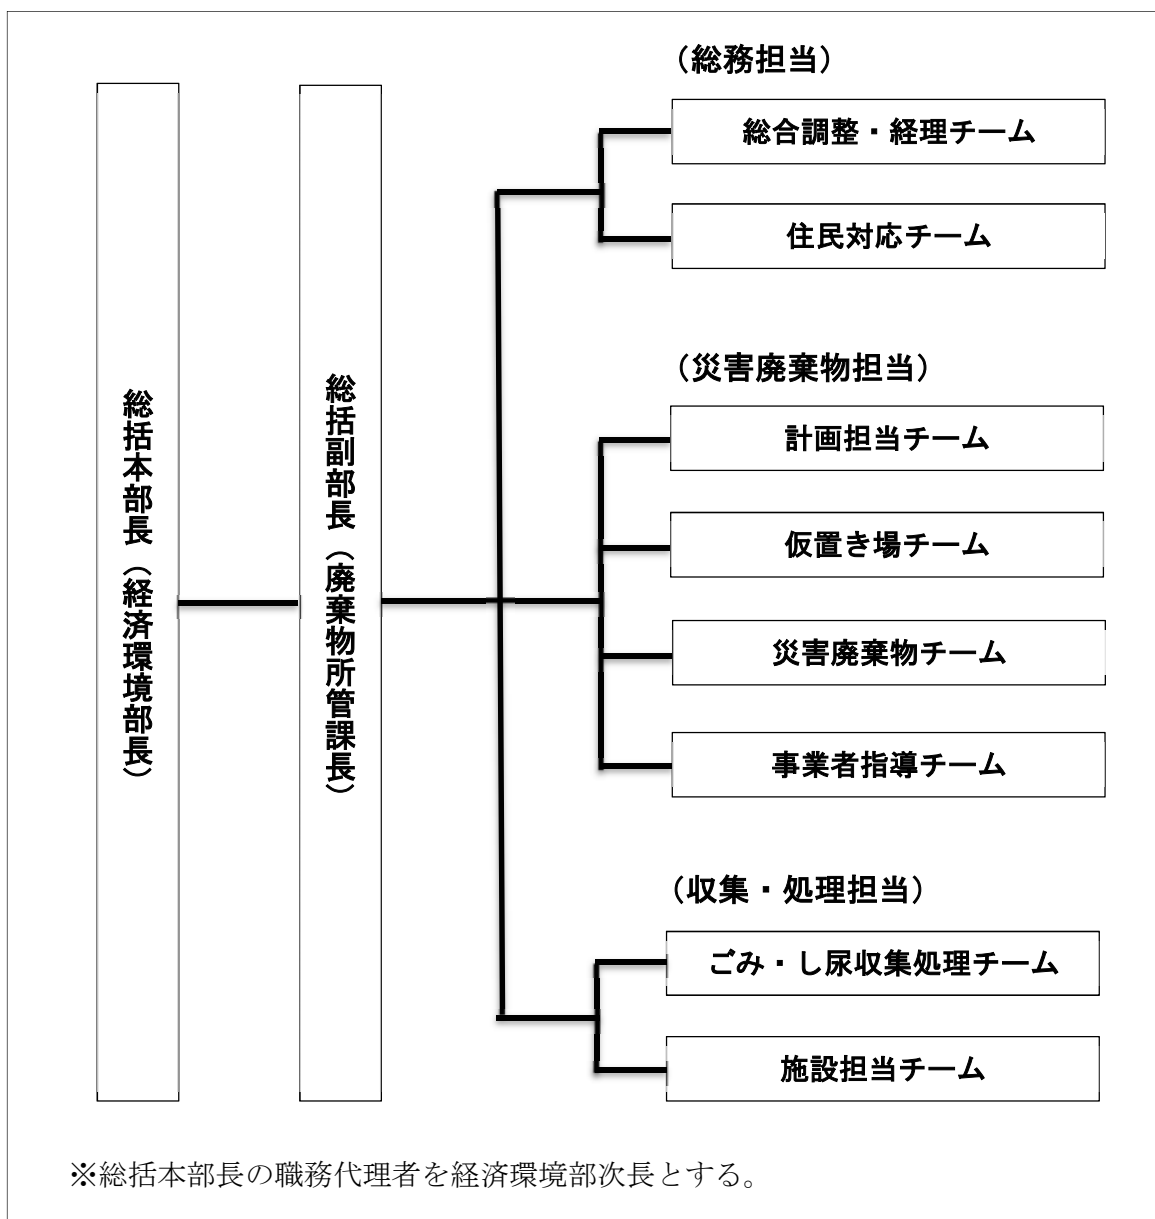 総括本部長（経済環境部長）
総括副部長（廃棄物所管課長）
（総務担当）
総合調整・経理チーム
住民対応チーム
（災害廃棄物担当）
計画担当チーム
仮置き場チーム
災害廃棄物チーム
事業者指導チーム
（収集・処理担当）
ごみ・し尿収集処理チーム
施設担当チーム
※総括本部長の職務代理者を経済環境部次長とする。